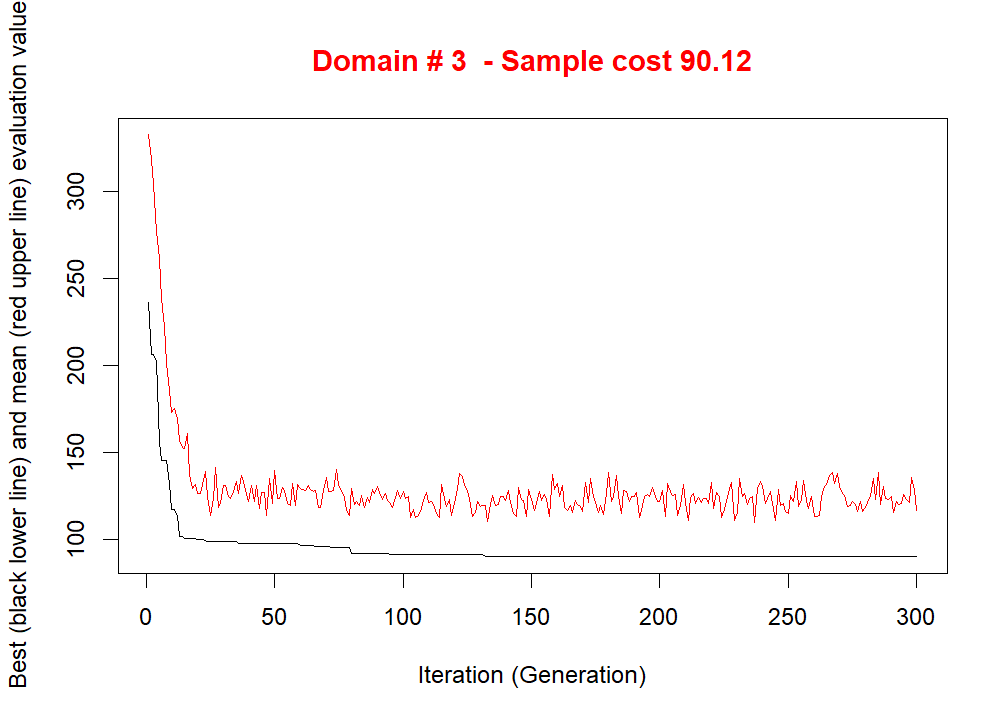 Domain # 3  - Sample cost 90.12
Best (black lower line) and mean (red upper line) evaluation value
300
250
200
150
100
0 50 100 150 200 250 300
Iteration (Generation)